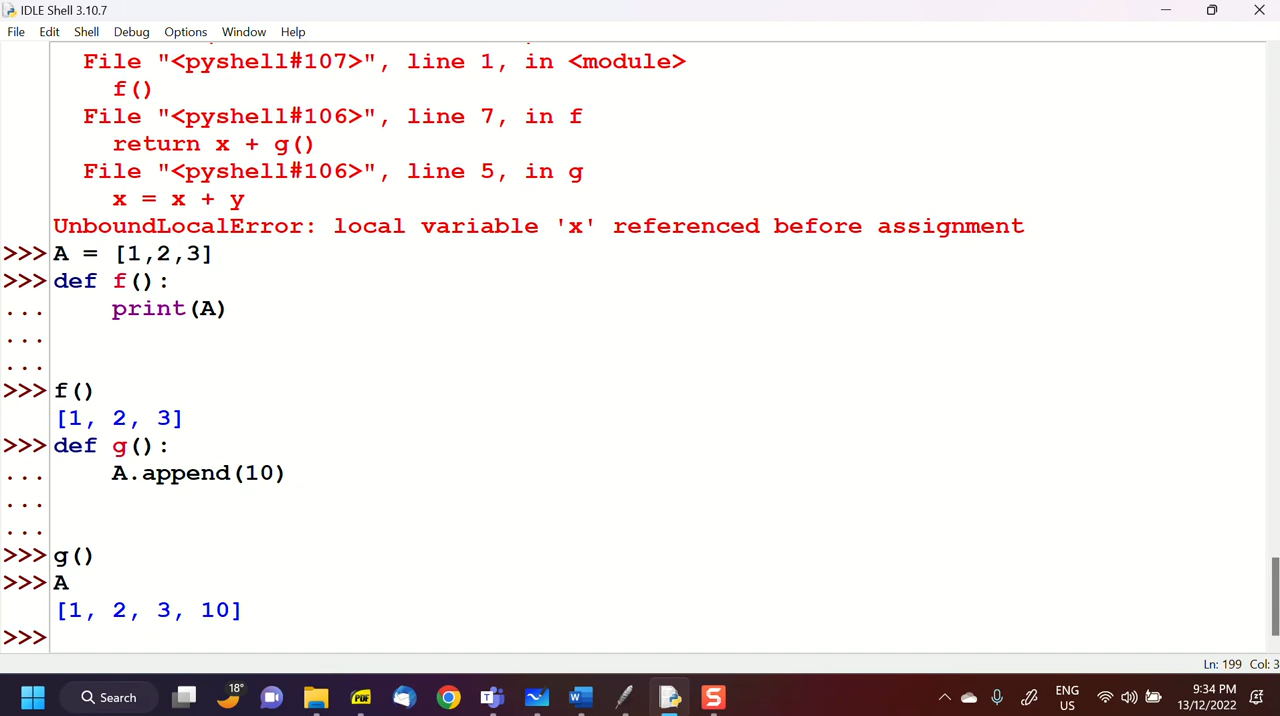 IDLE Shell 3.10.7
File Edit Shell Debug Options Window Help
File "<pyshell#107>", line 1, in <module>
f()
File "<pyshell#106>", line 7, in f
return x + g()
File "<pyshell#106>", line 5, in g
x = x + y
UnboundLocalError: local variable 'x' referenced before assignment
>>> A = [1,2,3]
>>> def f():
... print(A)
...
...
>>> f()
[1, 2, 3]
>>> def g():
... A.append(10)
...
...
>>> g()
>>> A
[1, 2, 3, 10]
>>>
Ln: 199 Col: 3
Search 18° PDF T W S ENG US 9:34 PM 13/12/2022